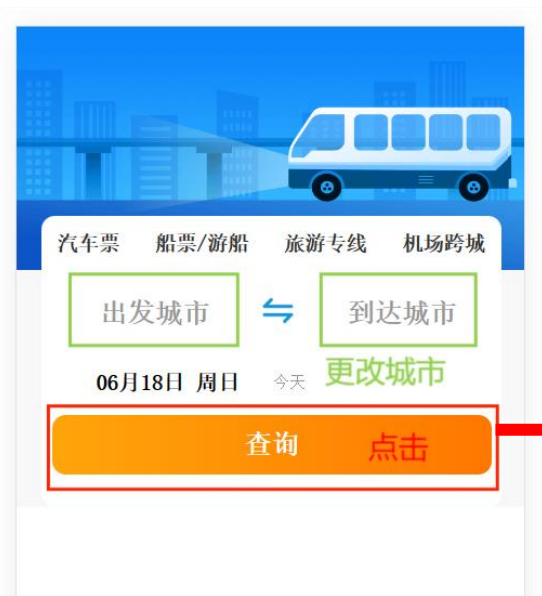 汽车票 船票/游船 旅游专线 机场跨城
出发城市 到达城市
06月18日 周日 今天 更改城市
查询 点击